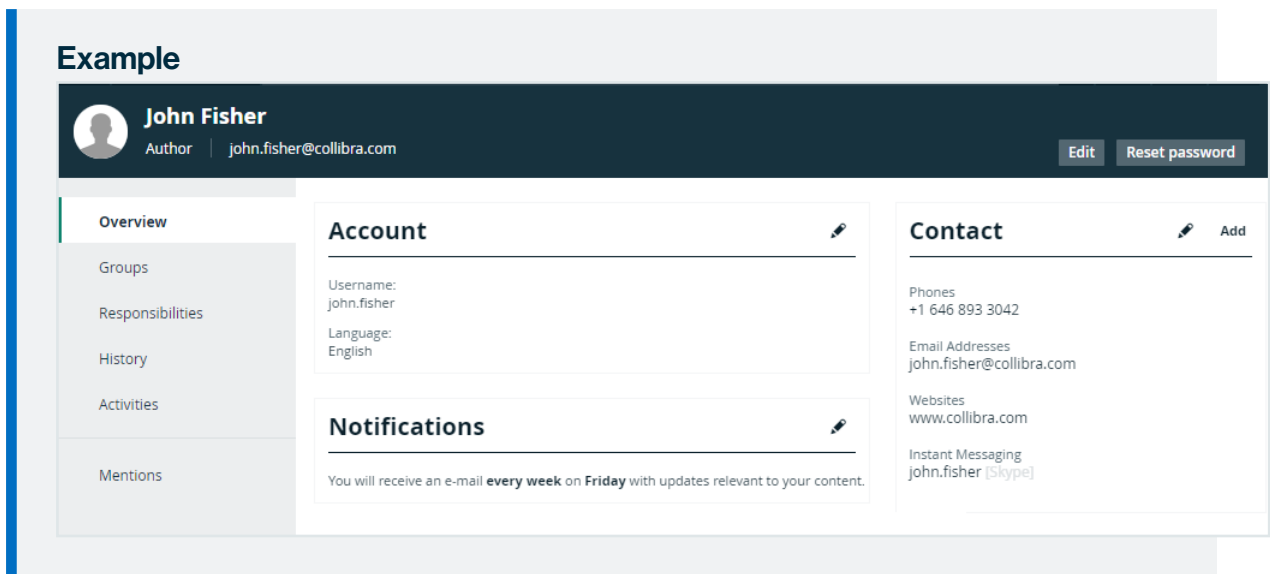 Example
John Fisher
Author | john.fisher@collibra.com
Edit
Reset password
Overview
Groups
Responsibilities
History
Activities
Mentions
Account
Username:
john.fisher
Language:
English
Notifications
You will receive an e-mail every week on Friday with updates relevant to your content.
Contact
Add
Phones
+1 646 893 3042
Email Addresses
john.fisher@collibra.com
Websites
www.collibra.com
Instant Messaging
john.fisher [Skype]